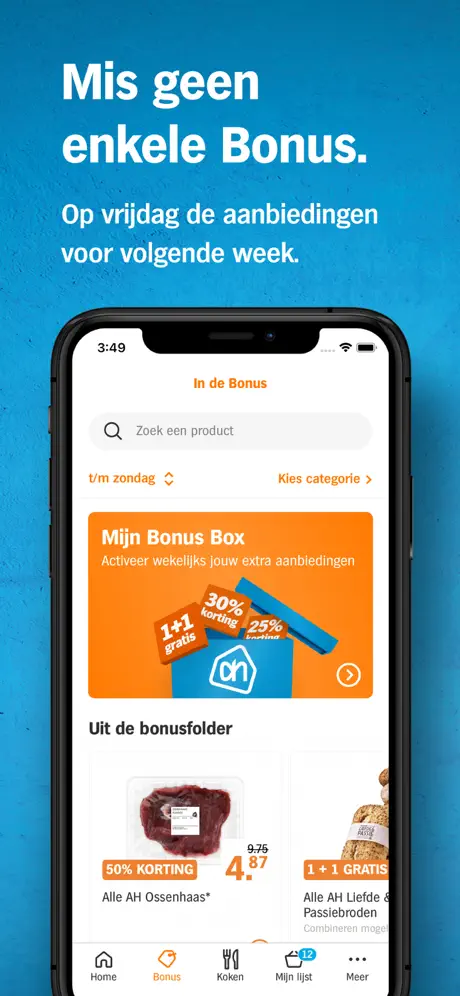 Mis geen
enkele Bonus.
Op vrijdag de aanbiedingen
voor volgende week.
3:49
In de Bonus
Zoek een product
t/m zondag
Kies categorie
Mijn Bonus Box
Activeer wekelijks jouw extra aanbiedingen
1+1
gratis
30%
korting
25%
korting
ah
Uit de bonusfolder
50% KORTING
9.75
4.87
Alle AH Ossenhaas*
1 + 1 GRATIS
Alle AH Liefde &
Passiebroden
Combineren mogel
Home
Bonus
Koken
12
Mijn lijst
Meer